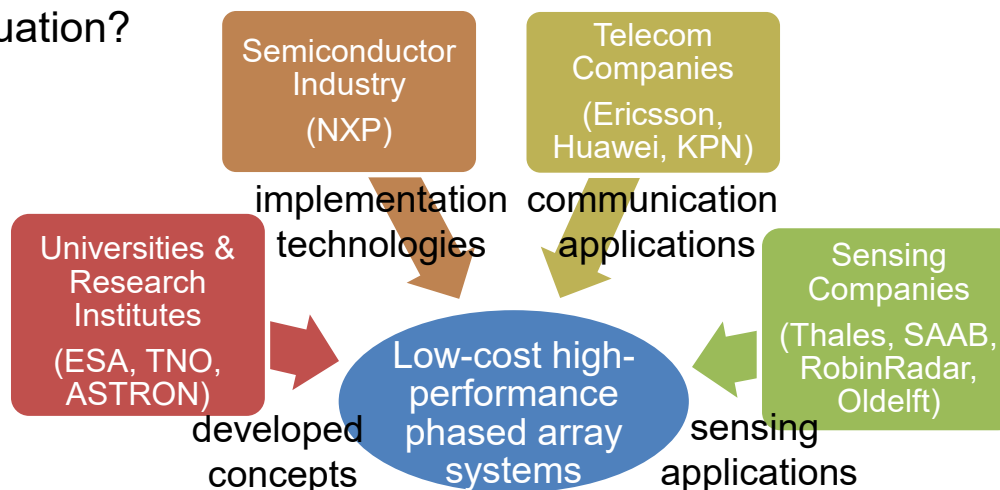 Semiconductor
Industry
(NXP)
Telecom
Companies
(Ericsson,
Huawei, KPN)
implementation
technologies
communication
applications
Universities &
Research
Institutes
(ESA, TNO,
ASTRON)
Sensing
Companies
(Thales, SAAB,
RobinRadar,
Oldelft)
Low-cost high-
performance
phased array
systems
developed
concepts
sensing
applications